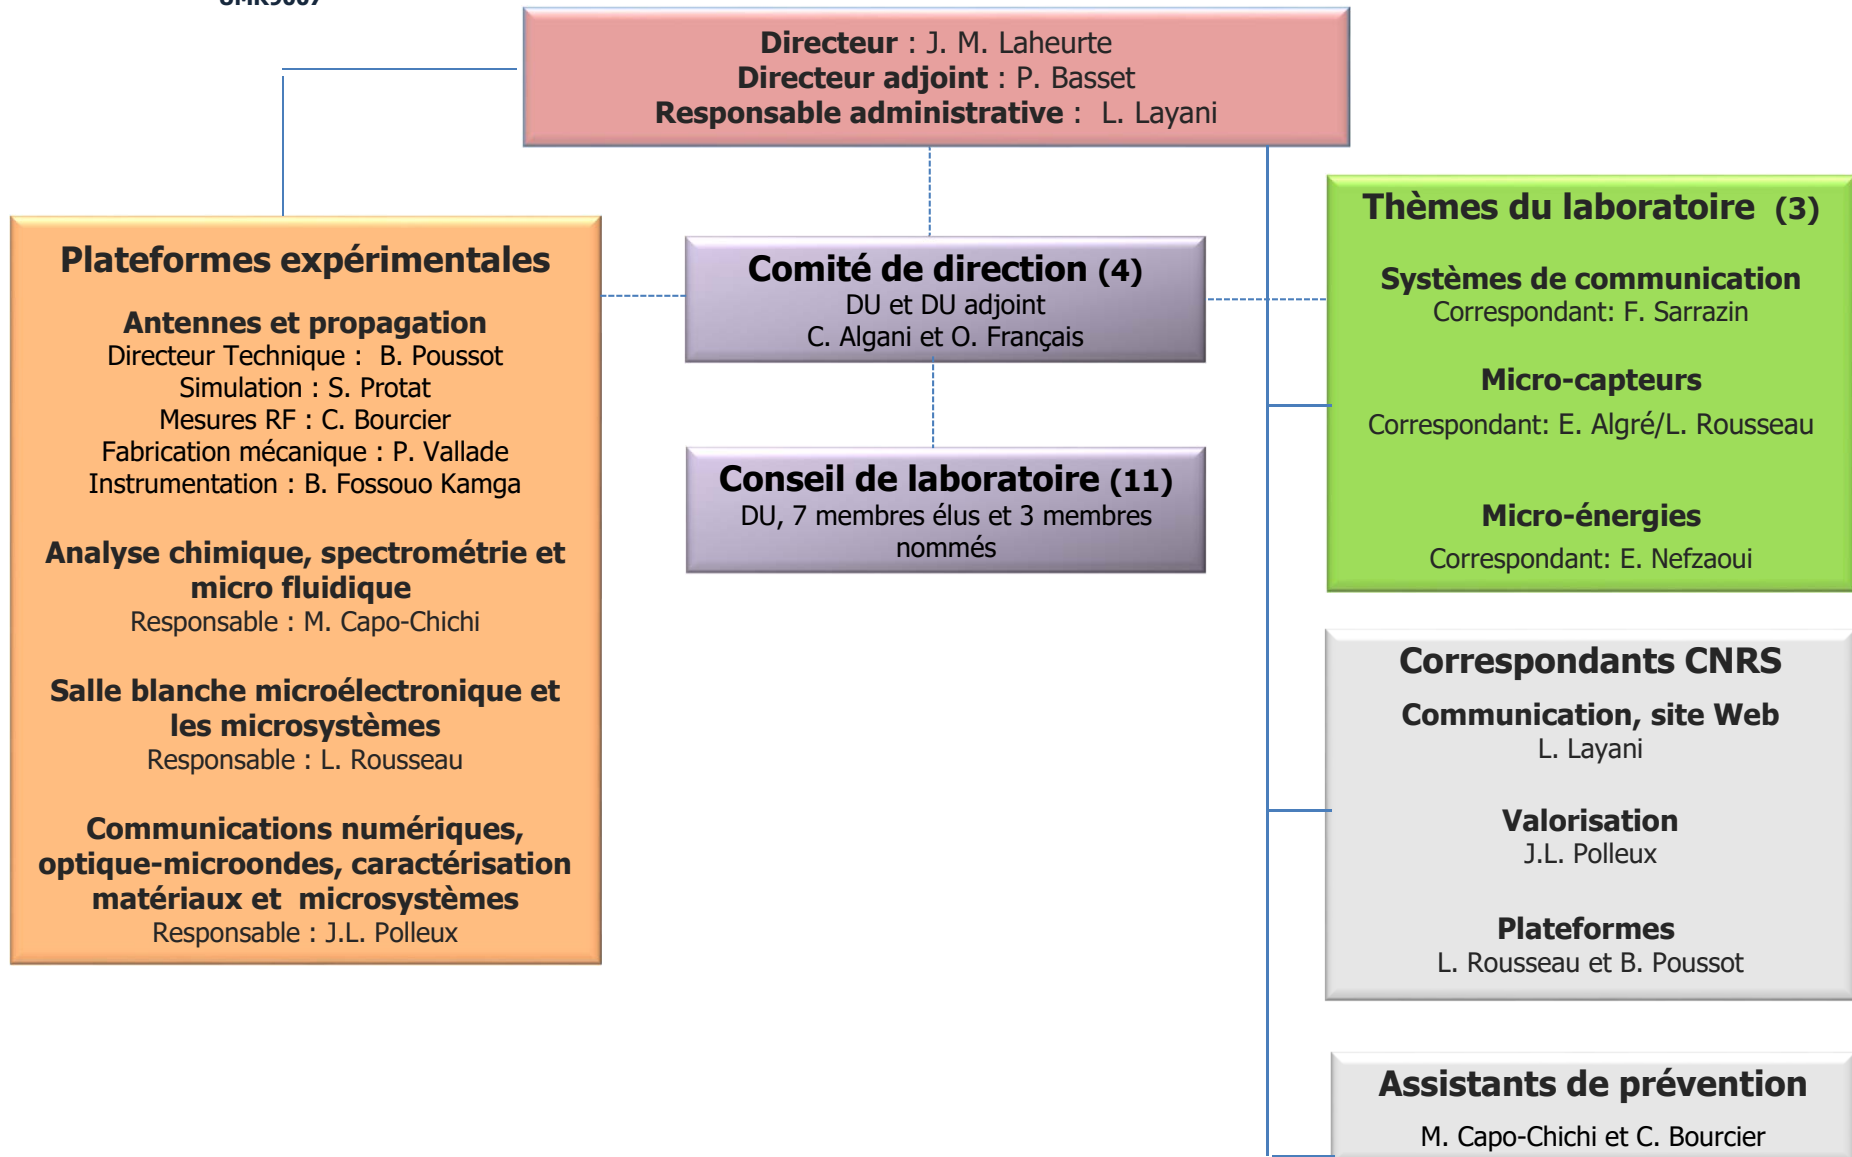 Directeur : J. M. Laheurte
Directeur adjoint : P. Basset
Responsable administrative : L. Layani
Plateformes expérimentales
Antennes et propagation
Directeur Technique : B. Poussot
Simulation : S. Protat
Mesures RF : C. Bourcier
Fabrication mécanique : P. Vallade
Instrumentation : B. Fossouo Kamga
Analyse chimique, spectrométrie et
micro fluidique
Responsable : M. Capo-Chichi
Salle blanche microélectronique et
les microsystèmes
Responsable : L. Rousseau
Communications numériques,
optique-microondes, caractérisation
matériaux et microsystèmes
Responsable : J.L. Polleux
Comité de direction (4)
DU et DU adjoint
C. Algani et O. Français
Conseil de laboratoire (11)
DU, 7 membres élus et 3 membres
nommés
Thèmes du laboratoire (3)
Systèmes de communication
Correspondant: F. Sarrazin
Micro-capteurs
Correspondant: E. Algré/L. Rousseau
Micro-énergies
Correspondant: E. Nefzaoui
Correspondants CNRS
Communication, site Web
L. Layani
Valorisation
J.L. Polleux
Plateformes
L. Rousseau et B. Poussot
Assistants de prévention
M. Capo-Chichi et C. Bourcier